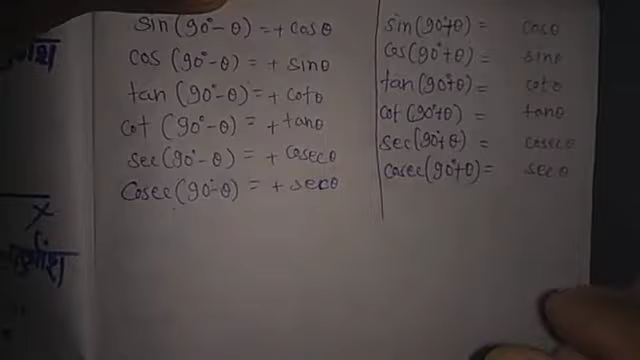 sin (90°-θ) = + cosθ
cos (90°-θ) = + sinθ
tan (90°-θ) = + cotθ
cot (90°-θ) = + tanθ
sec (90°-θ) = + cosecθ
Cosec (90°-θ) = + secθ
sin (90°+θ) = cosθ
Cos (90°+θ) = sinθ
tan (90°+θ) = cotθ
cot (90°+θ) = tanθ
sec (90°+θ) = cosecθ
cosec (90°+θ) = secθ